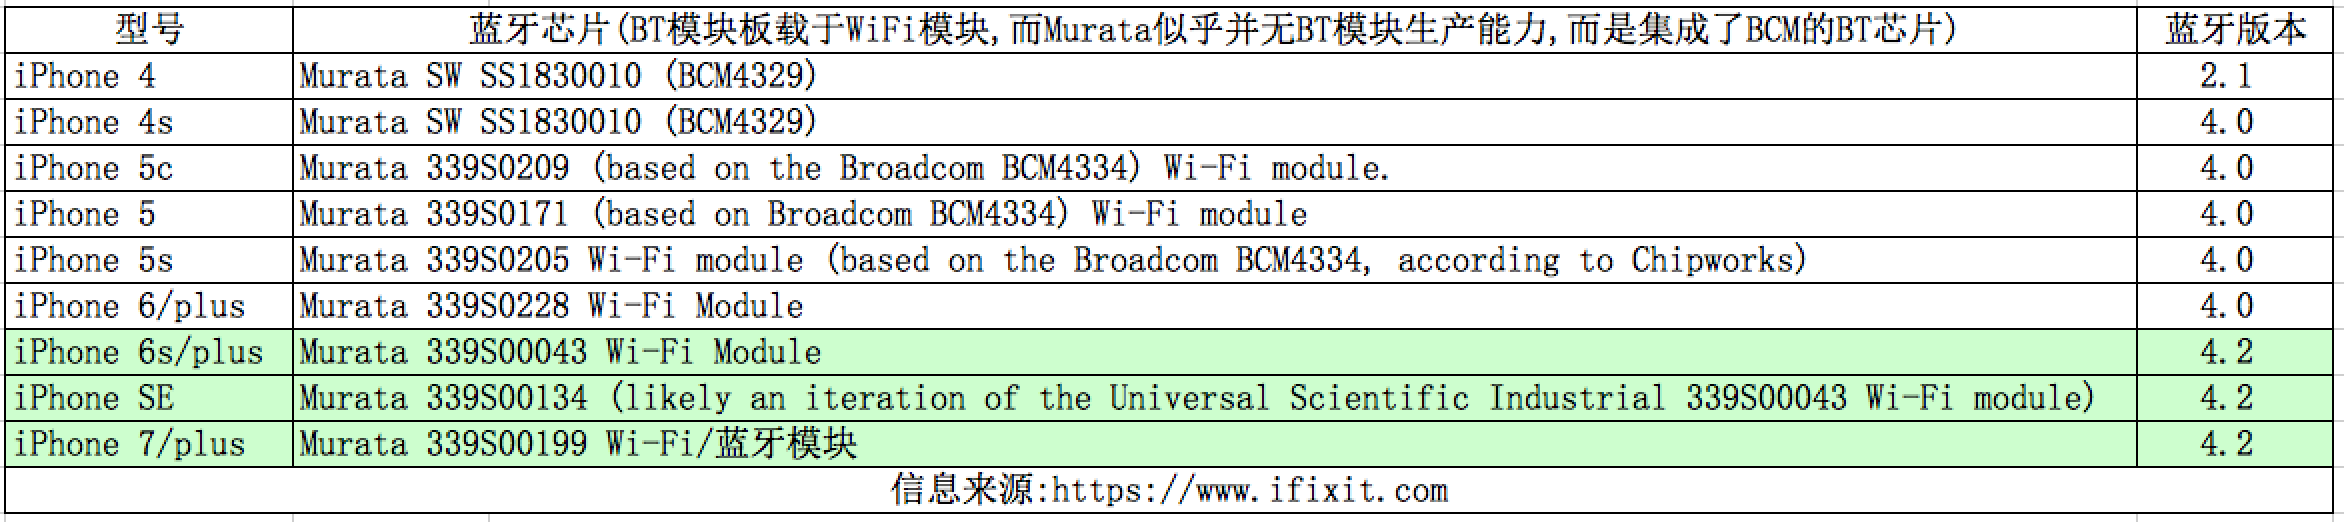 型号 蓝牙芯片(BT模块板载于WiFi模块,而Murata似乎并无BT模块生产能力,而是集成了BCM的BT芯片) 蓝牙版本
iPhone 4 Murata SW SS1830010 (BCM4329) 2.1
iPhone 4s Murata SW SS1830010 (BCM4329) 4.0
iPhone 5c Murata 339S0209 (based on the Broadcom BCM4334) Wi-Fi module. 4.0
iPhone 5 Murata 339S0171 (based on Broadcom BCM4334) Wi-Fi module 4.0
iPhone 5s Murata 339S0205 Wi-Fi module (based on the Broadcom BCM4334, according to Chipworks) 4.0
iPhone 6/plus Murata 339S0228 Wi-Fi Module 4.0
iPhone 6s/plus Murata 339S00043 Wi-Fi Module 4.2
iPhone SE Murata 339S00134 (likely an iteration of the Universal Scientific Industrial 339S00043 Wi-Fi module) 4.2
iPhone 7/plus Murata 339S00199 Wi-Fi/蓝牙模块 4.2
信息来源:https://www.ifixit.com